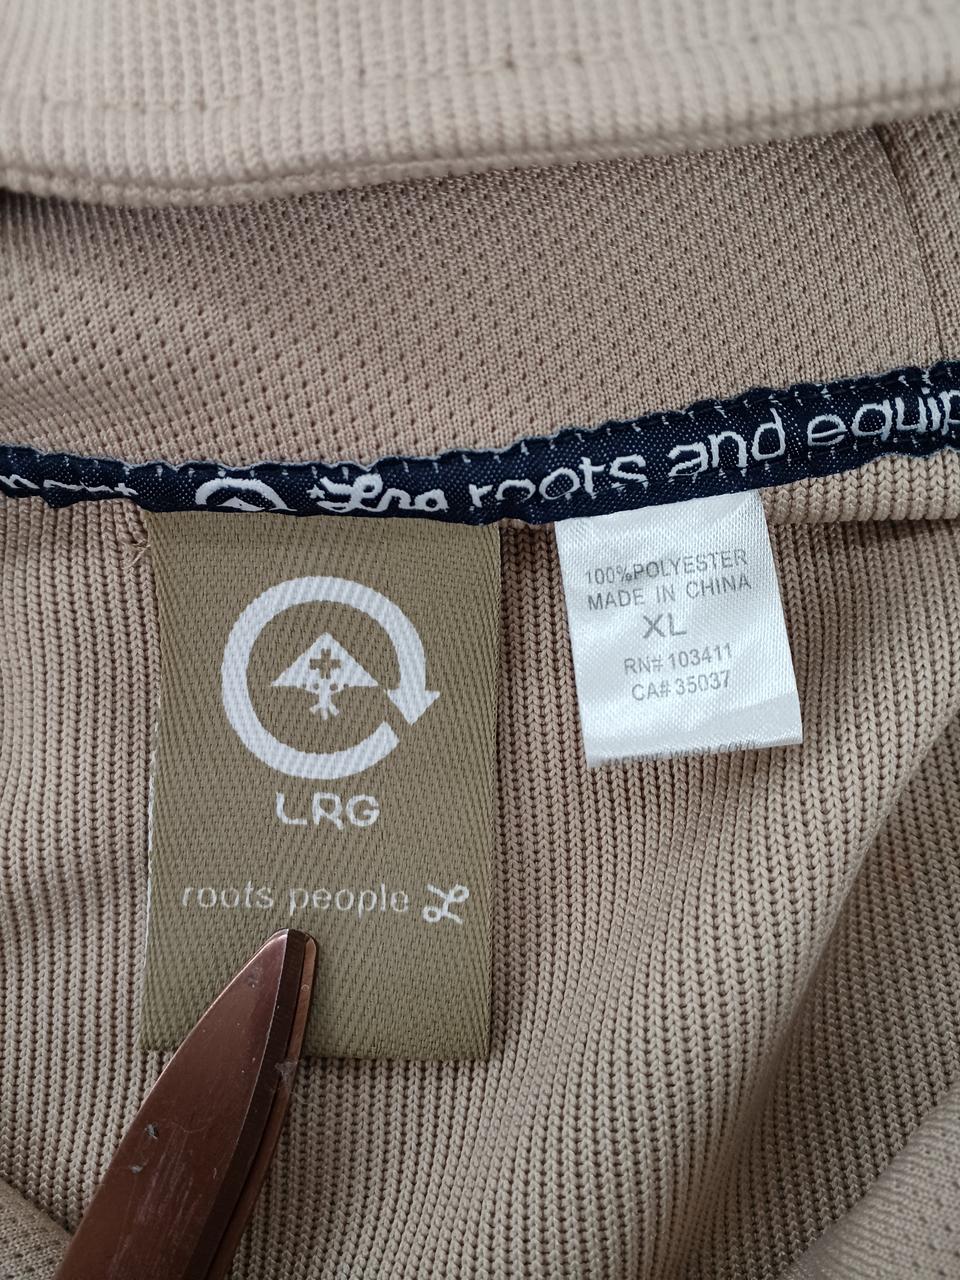 Lrg roots and equip
LRG
roots people L
100%POLYESTER
MADE IN CHINA
XL
RN# 103411
CA# 35037